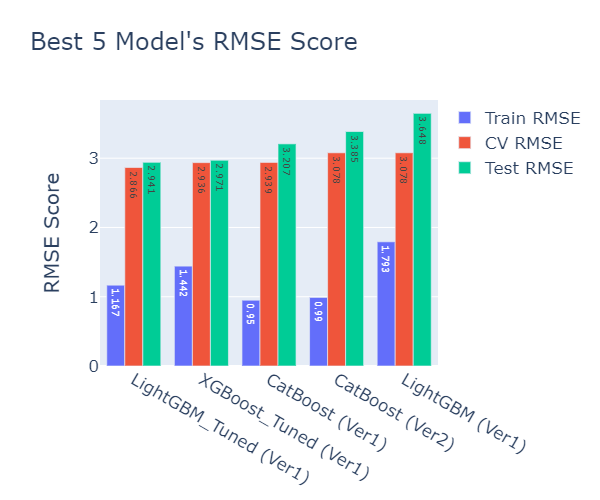 Best 5 Model's RMSE Score
Train RMSE
CV RMSE
Test RMSE
RMSE Score
3
2
1
0
1.167
2.866
2.941
1.442
2.936
2.971
0.95
2.939
3.207
0.99
3.078
3.385
1.793
3.078
3.648
LightGBM_Tuned (Ver1)
XGBoost_Tuned (Ver1)
CatBoost (Ver1)
CatBoost (Ver2)
LightGBM (Ver1)